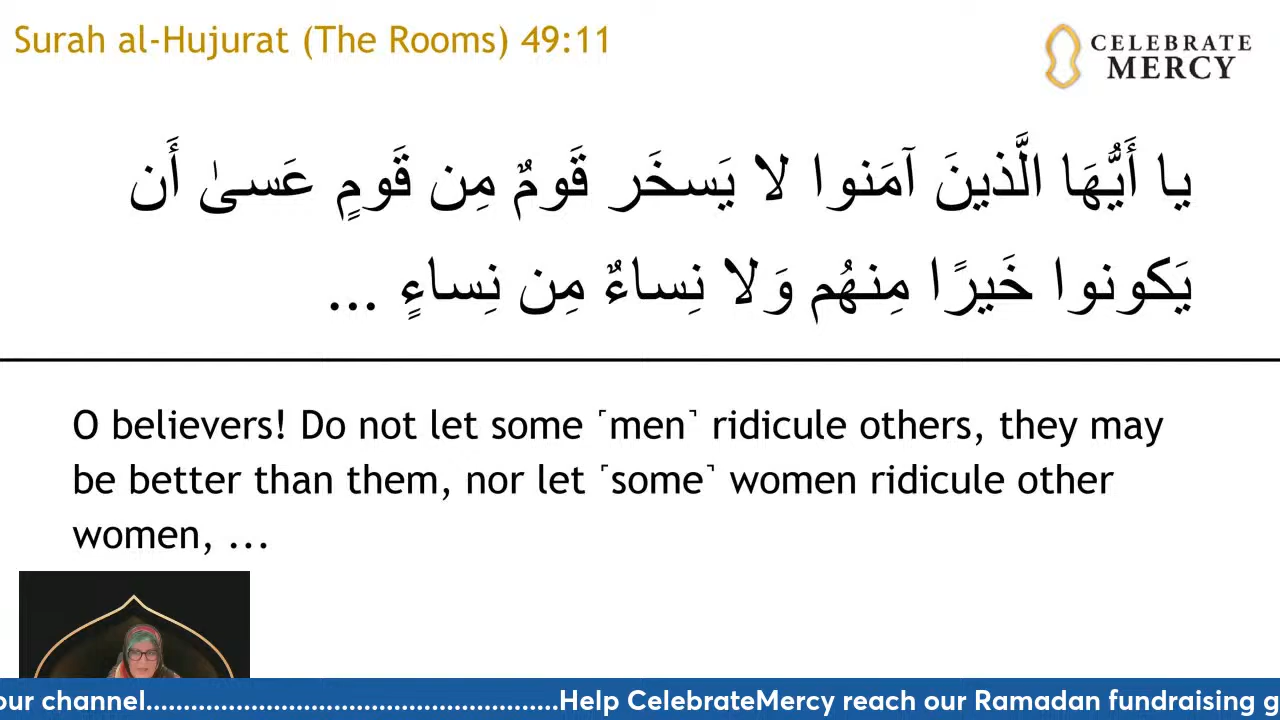 Surah al-Hujurat (The Rooms) 49:11
CELEBRATE
MERCY
يا أَيُّهَا الَّذينَ آمَنوا لا يَسخَر قَومٌ مِن قَومٍ عَسىٰ أَن
يَكونوا خَيرًا مِنهُم وَلا نِساءٌ مِن نِساءٍ ...
O believers! Do not let some ˹men˺ ridicule others, they may
be better than them, nor let ˹some˺ women ridicule other
women, ...
our channel.......................................................Help CelebrateMercy reach our Ramadan fundraising g